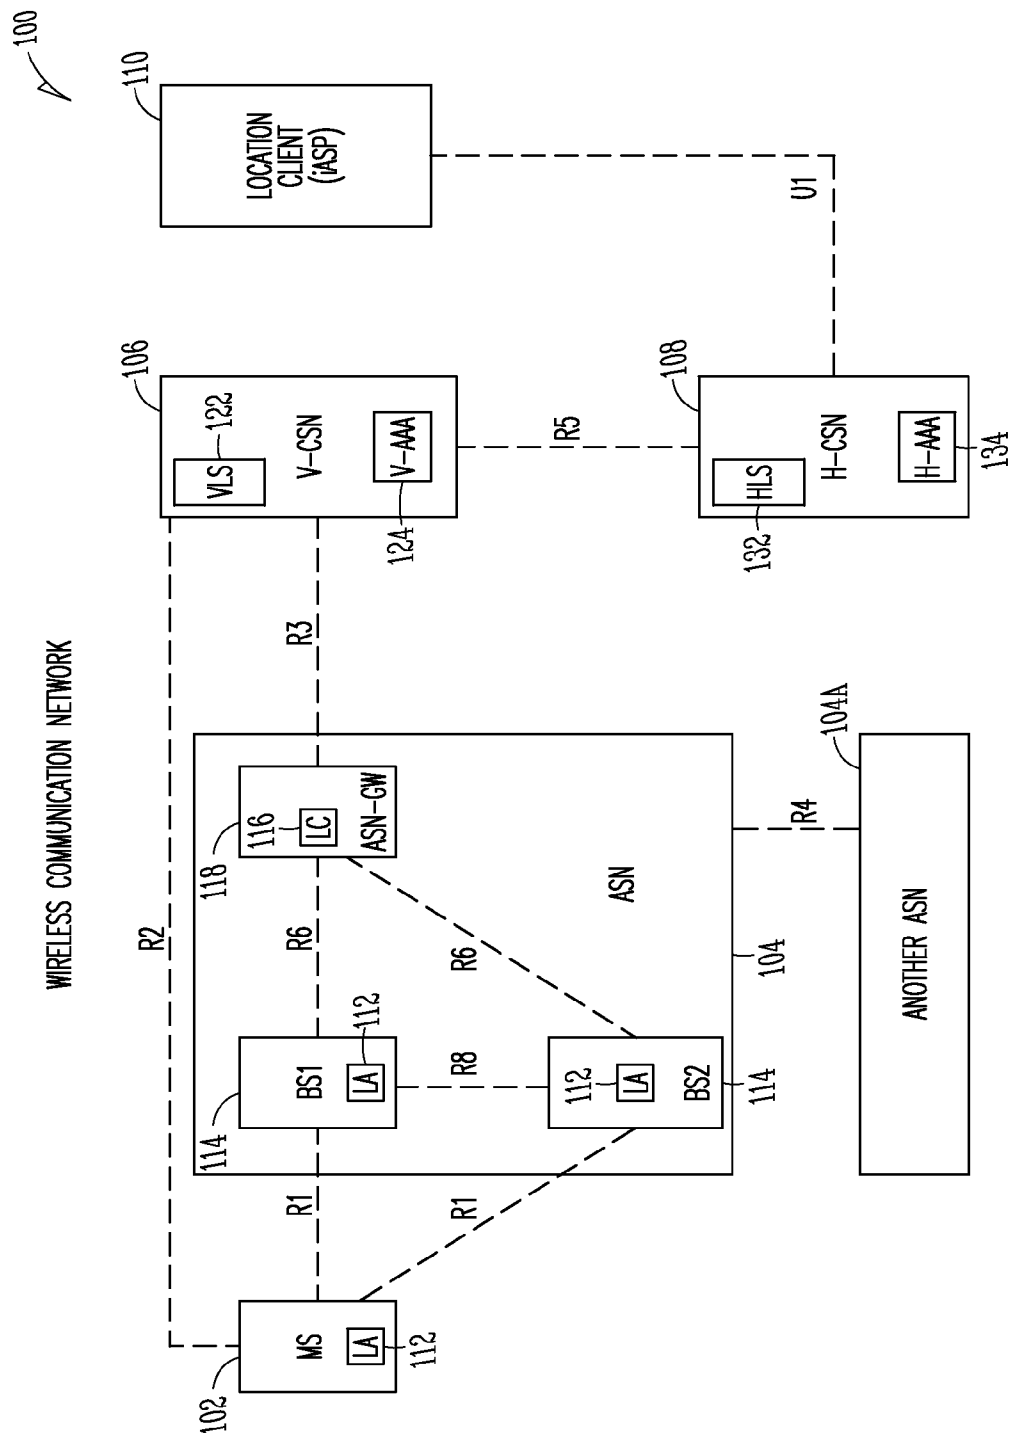 WIRELESS COMMUNICATION NETWORK
100
102
MS
LA
112
R2
R1
R1
114
BS1
LA
112
R8
112
LA
BS2
114
R6
R6
118
116
LC
ASN-GW
ASN
104
R4
104A
ANOTHER ASN
R3
106
VLS
122
V-CSN
V-AAA
124
R5
108
HLS
132
H-CSN
H-AAA
134
110
LOCATION
CLIENT
(iASP)
U1